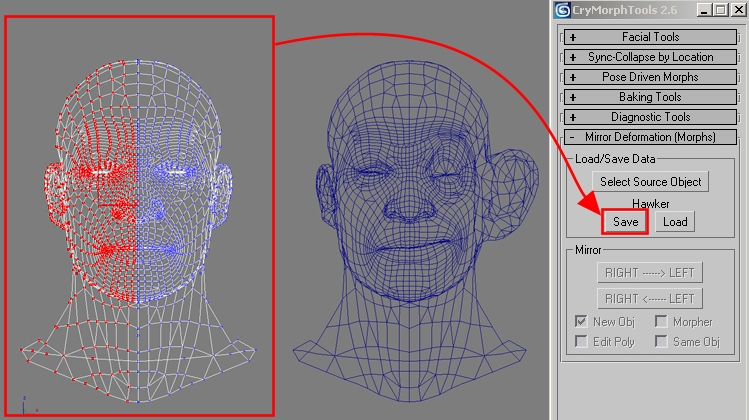 CryMorphTools 2.6
+ Facial Tools
+ Sync-Collapse by Location
+ Pose Driven Morphs
+ Baking Tools
+ Diagnostic Tools
- Mirror Deformation (Morphs)
Load/Save Data
Select Source Object
Hawker
Save Load
Mirror
RIGHT ------> LEFT
RIGHT <------ LEFT
New Obj Morpher
Edit Poly Same Obj